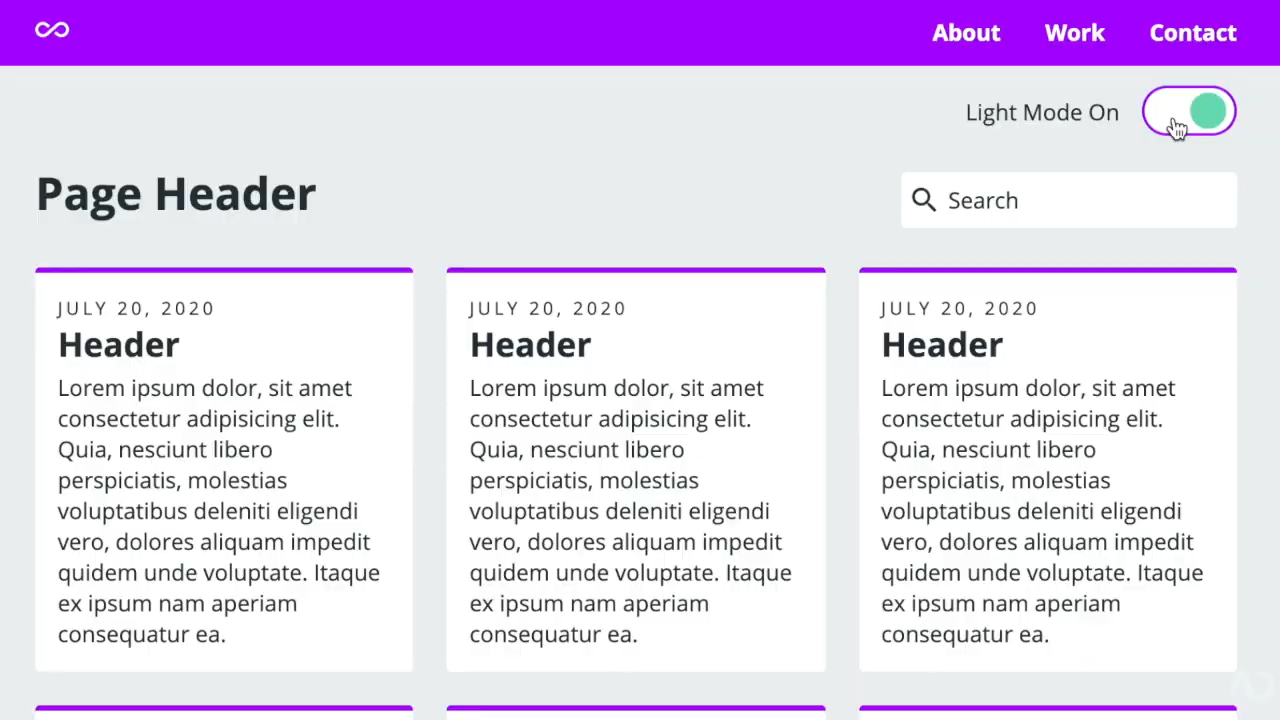 About Work Contact
Light Mode On
Page Header
Search
JULY 20, 2020
Header
Lorem ipsum dolor, sit amet
consectetur adipisicing elit.
Quia, nesciunt libero
perspiciatis, molestias
voluptatibus deleniti eligendi
vero, dolores aliquam impedit
quidem unde voluptate. Itaque
ex ipsum nam aperiam
consequatur ea.
JULY 20, 2020
Header
Lorem ipsum dolor, sit amet
consectetur adipisicing elit.
Quia, nesciunt libero
perspiciatis, molestias
voluptatibus deleniti eligendi
vero, dolores aliquam impedit
quidem unde voluptate. Itaque
ex ipsum nam aperiam
consequatur ea.
JULY 20, 2020
Header
Lorem ipsum dolor, sit amet
consectetur adipisicing elit.
Quia, nesciunt libero
perspiciatis, molestias
voluptatibus deleniti eligendi
vero, dolores aliquam impedit
quidem unde voluptate. Itaque
ex ipsum nam aperiam
consequatur ea.